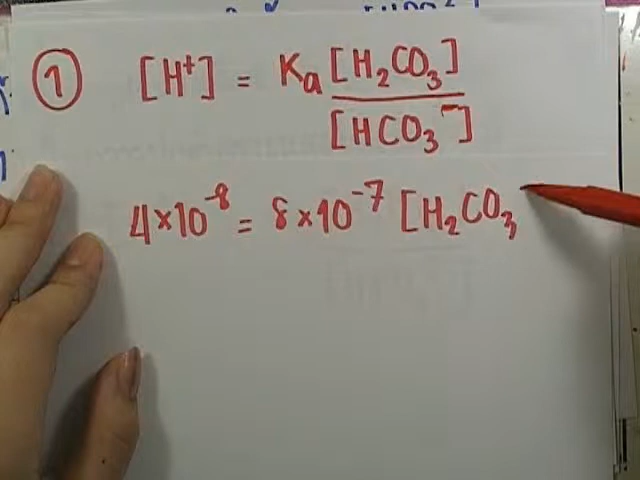 ① [H⁺] = Ka [H₂CO₃] / [HCO₃⁻]
4×10⁻⁸ = 8×10⁻⁷ [H₂CO₃